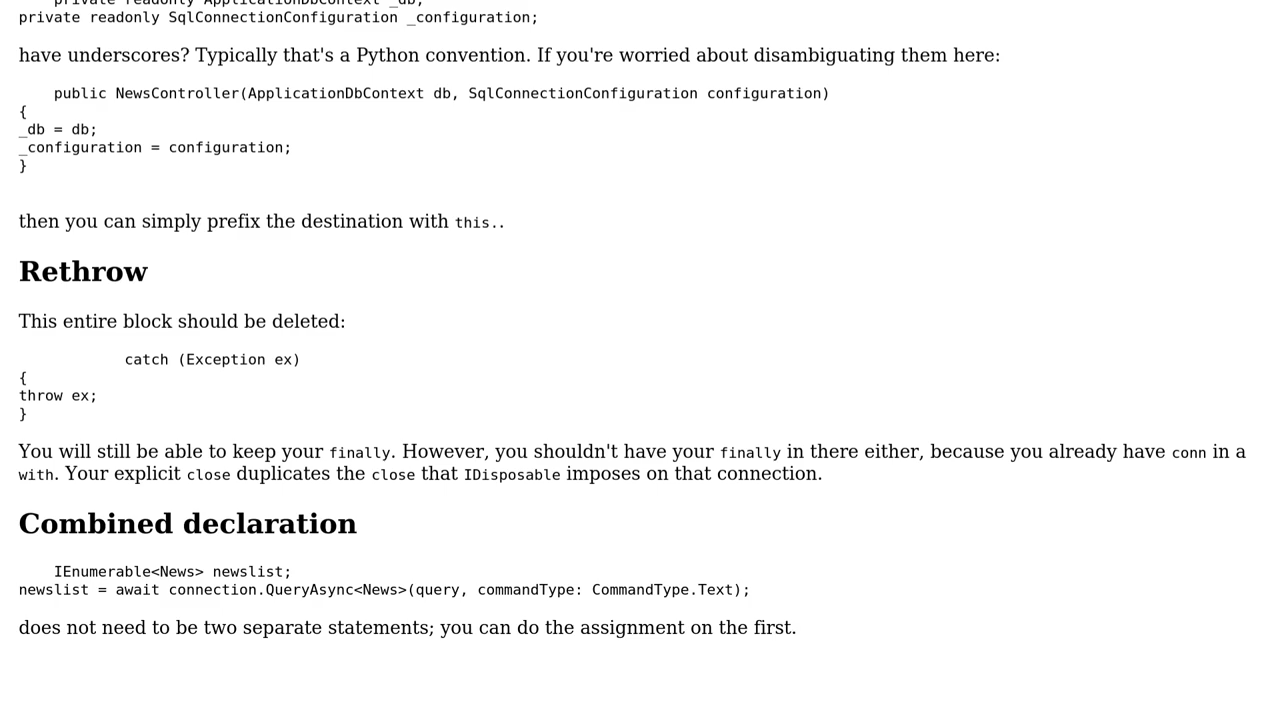 private readonly ApplicationDbContext _db;
private readonly SqlConnectionConfiguration _configuration;
have underscores? Typically that's a Python convention. If you're worried about disambiguating them here:
public NewsController(ApplicationDbContext db, SqlConnectionConfiguration configuration)
{
_db = db;
_configuration = configuration;
}
then you can simply prefix the destination with this..
Rethrow
This entire block should be deleted:
catch (Exception ex)
{
throw ex;
}
You will still be able to keep your finally. However, you shouldn't have your finally in there either, because you already have conn in a
with. Your explicit close duplicates the close that IDisposable imposes on that connection.
Combined declaration
IEnumerable<News> newslist;
newslist = await connection.QueryAsync<News>(query, commandType: CommandType.Text);
does not need to be two separate statements; you can do the assignment on the first.